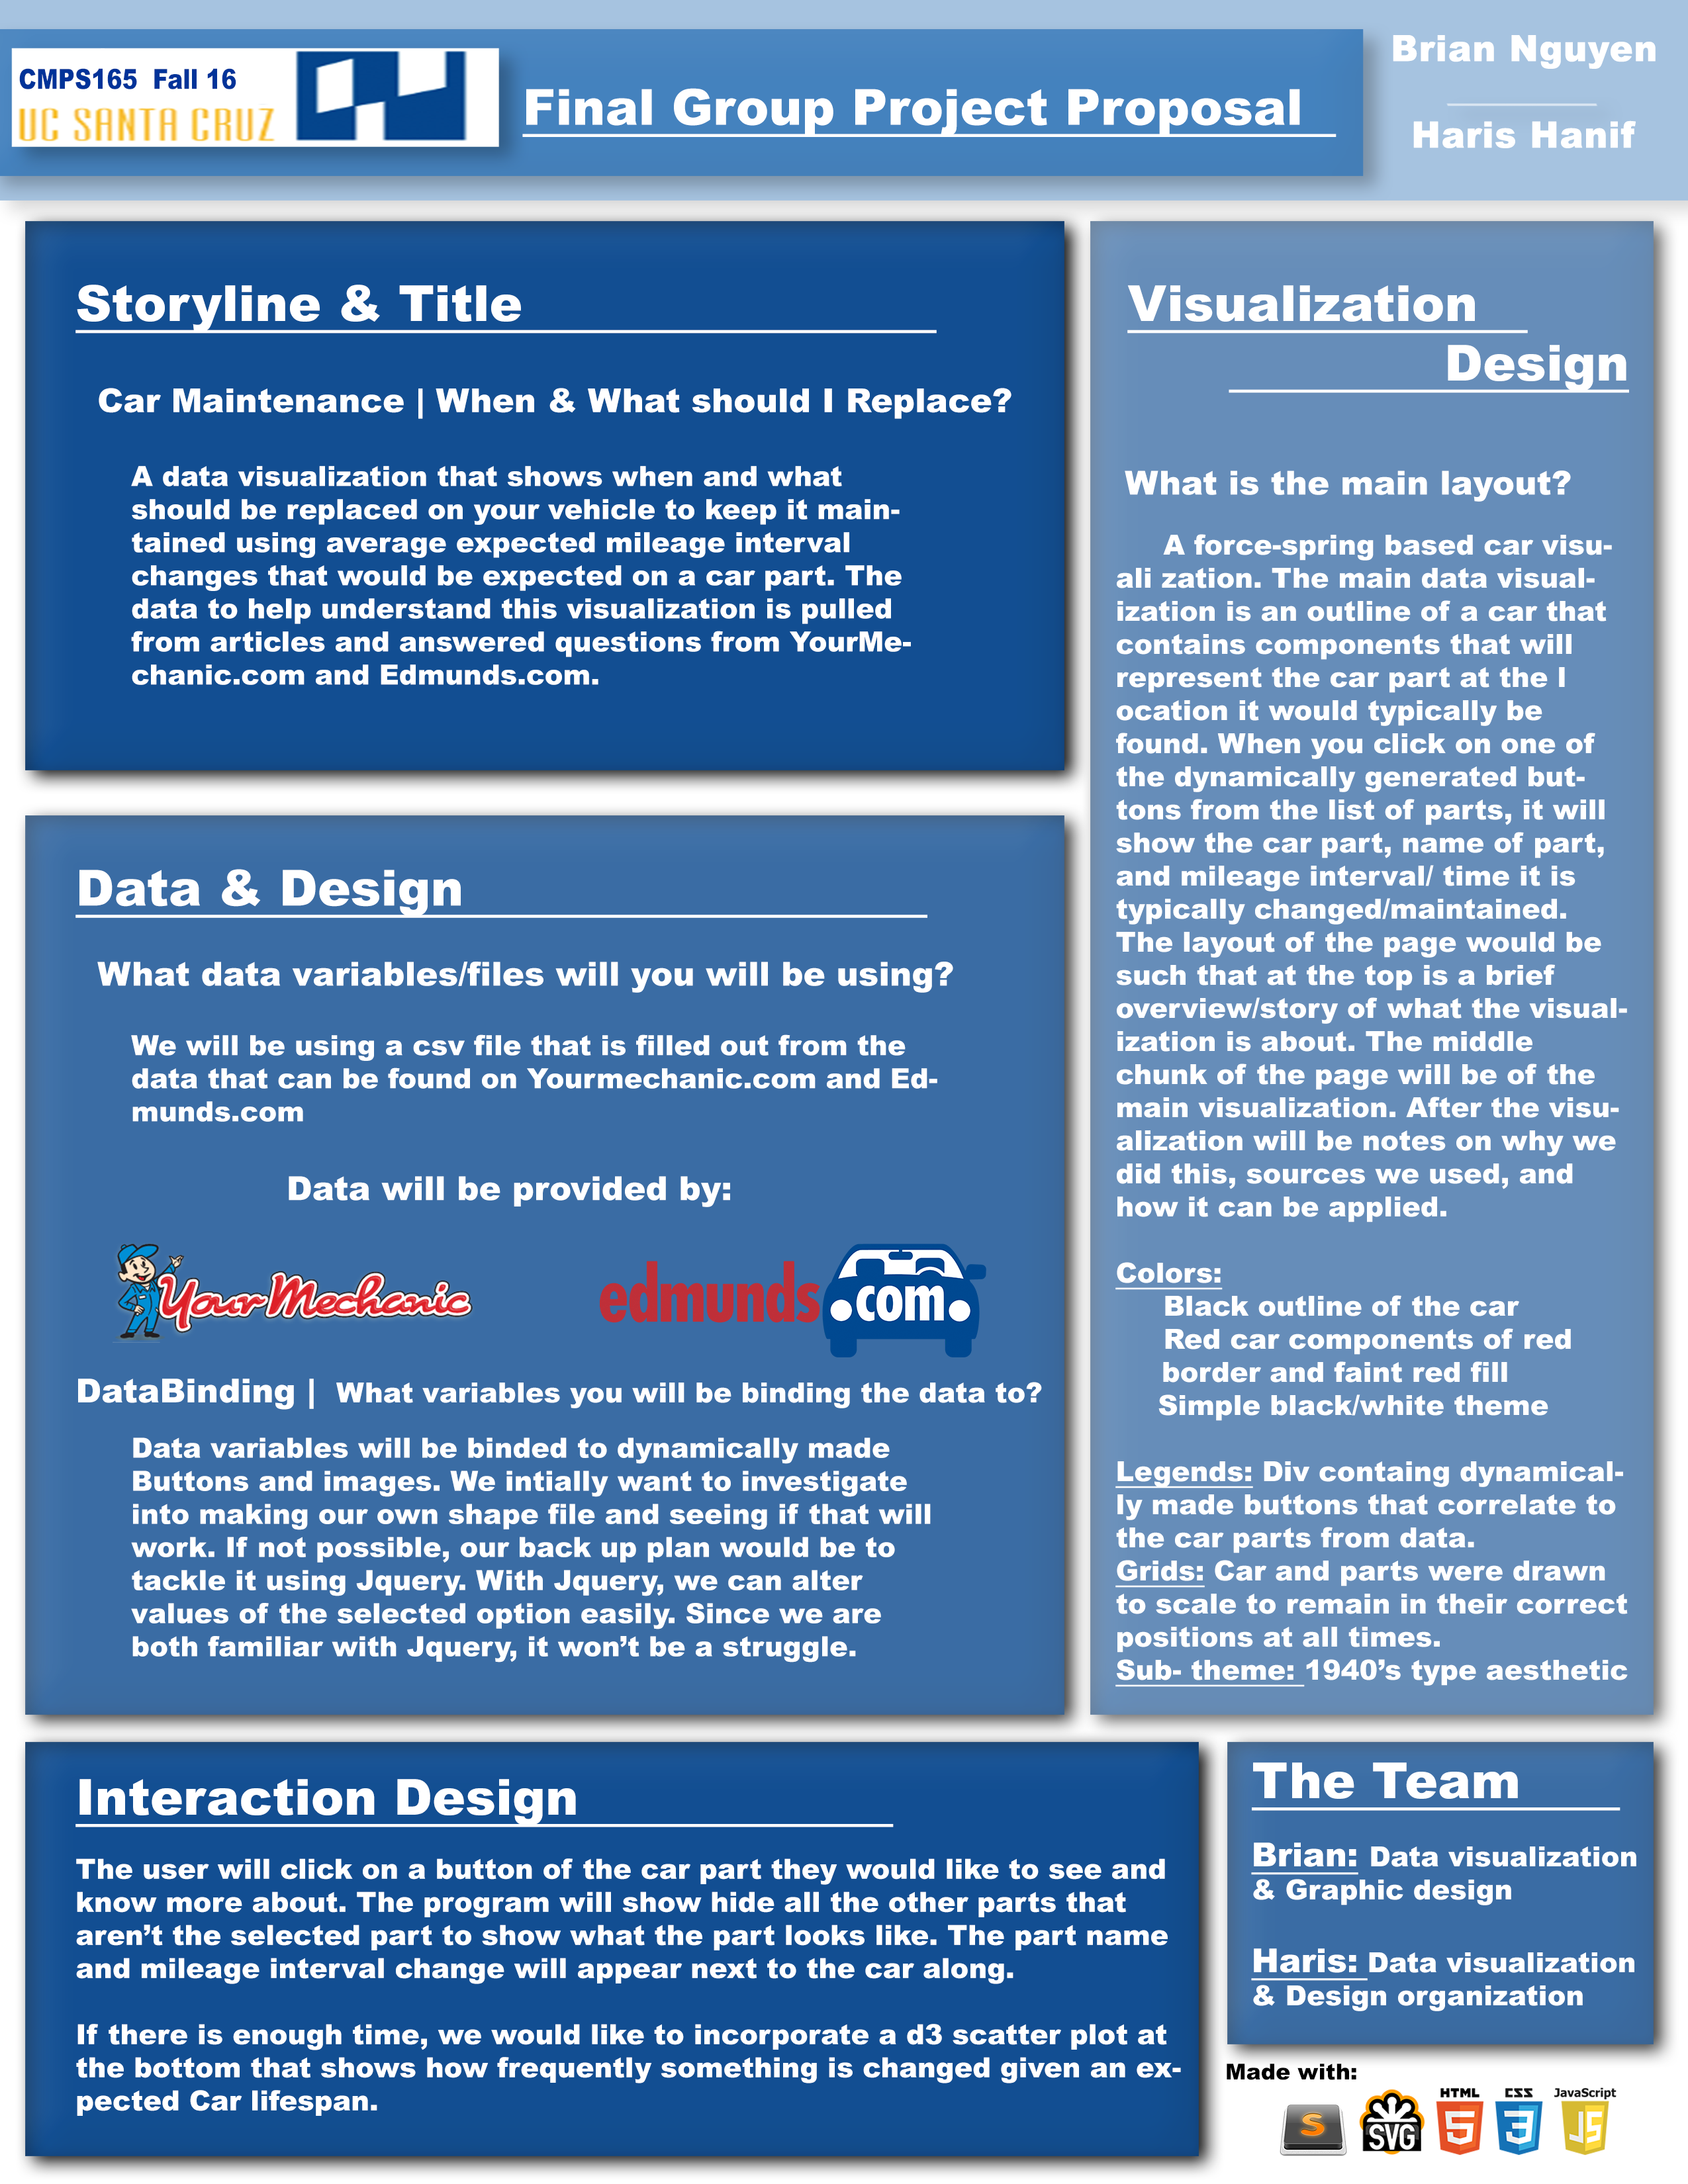 CMPS165 Fall 16
UC SANTA CRUZ
Final Group Project Proposal
Brian Nguyen
Haris Hanif
Storyline & Title
Car Maintenance | When & What should I Replace?
A data visualization that shows when and what
should be replaced on your vehicle to keep it main-
tained using average expected mileage interval
changes that would be expected on a car part. The
data to help understand this visualization is pulled
from articles and answered questions from YourMe-
chanic.com and Edmunds.com.
Data & Design
What data variables/files will you will be using?
We will be using a csv file that is filled out from the
data that can be found on Yourmechanic.com and Ed-
munds.com
Data will be provided by:
YourMechanic
edmunds.com
DataBinding | What variables you will be binding the data to?
Data variables will be binded to dynamically made
Buttons and images. We intially want to investigate
into making our own shape file and seeing if that will
work. If not possible, our back up plan would be to
tackle it using Jquery. With Jquery, we can alter
values of the selected option easily. Since we are
both familiar with Jquery, it won’t be a struggle.
Visualization
Design
What is the main layout?
A force-spring based car visu-
ali zation. The main data visual-
ization is an outline of a car that
contains components that will
represent the car part at the l
ocation it would typically be
found. When you click on one of
the dynamically generated but-
tons from the list of parts, it will
show the car part, name of part,
and mileage interval/ time it is
typically changed/maintained.
The layout of the page would be
such that at the top is a brief
overview/story of what the visual-
ization is about. The middle
chunk of the page will be of the
main visualization. After the visu-
alization will be notes on why we
did this, sources we used, and
how it can be applied.
Colors:
Black outline of the car
Red car components of red
border and faint red fill
Simple black/white theme
Legends: Div containg dynamical-
ly made buttons that correlate to
the car parts from data.
Grids: Car and parts were drawn
to scale to remain in their correct
positions at all times.
Sub- theme: 1940’s type aesthetic
Interaction Design
The user will click on a button of the car part they would like to see and
know more about. The program will show hide all the other parts that
aren’t the selected part to show what the part looks like. The part name
and mileage interval change will appear next to the car along.
If there is enough time, we would like to incorporate a d3 scatter plot at
the bottom that shows how frequently something is changed given an ex-
pected Car lifespan.
The Team
Brian: Data visualization
& Graphic design
Haris: Data visualization
& Design organization
Made with:
S
SVG
HTML
5
CSS
3
JavaScript
JS